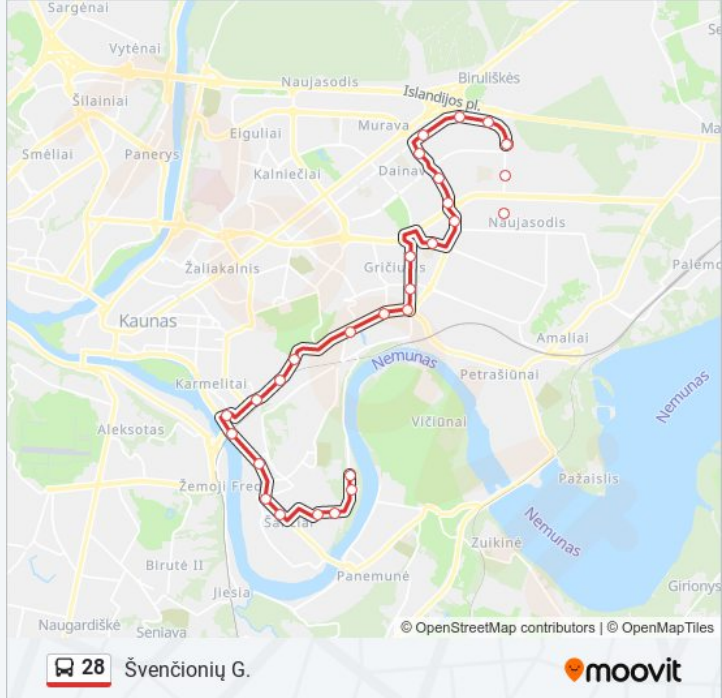 Sargėnai
Vytėnai
Šilainiai
Smėliai
Panerys
Naujasodis
Biruliškės
Islandijos pl.
Murava
Eiguliai
Kalniečiai
Dainav
Naujasodis
Žaliakalnis
Gričiupis
Palemo
Kaunas
Amaliai
Nemunas
Karmelitai
Petrašiūnai
Nemunas
Vičiūnai
Aleksotas
Pažaislis
Žemoji Fred
Šančiai
Nemunas
Zuikinė
Birutė II
Panemunė
Jiesia
Girionys
Naugardiškė
Seniava
© OpenStreetMap contributors | © OpenMapTiles
28 Švenčionių G.
moovit